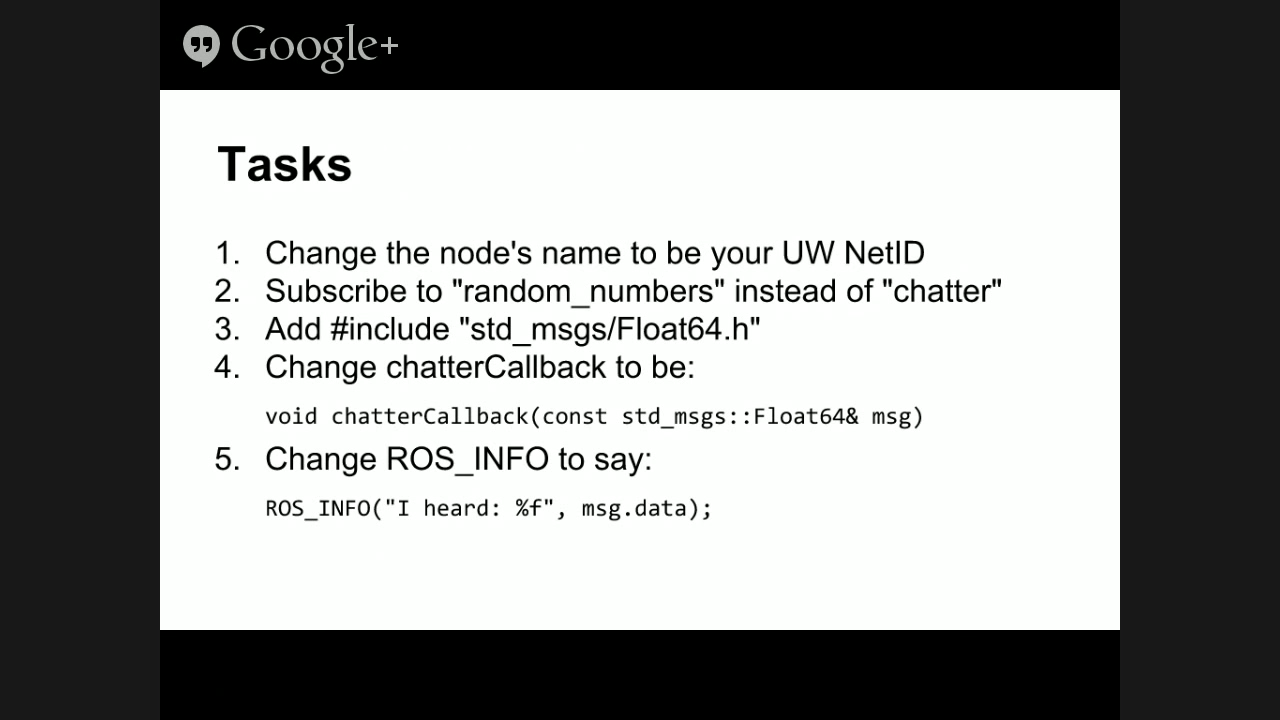 Google+
Tasks
1. Change the node's name to be your UW NetID
2. Subscribe to "random_numbers" instead of "chatter"
3. Add #include "std_msgs/Float64.h"
4. Change chatterCallback to be:
void chatterCallback(const std_msgs::Float64& msg)
5. Change ROS_INFO to say:
ROS_INFO("I heard: %f", msg.data);